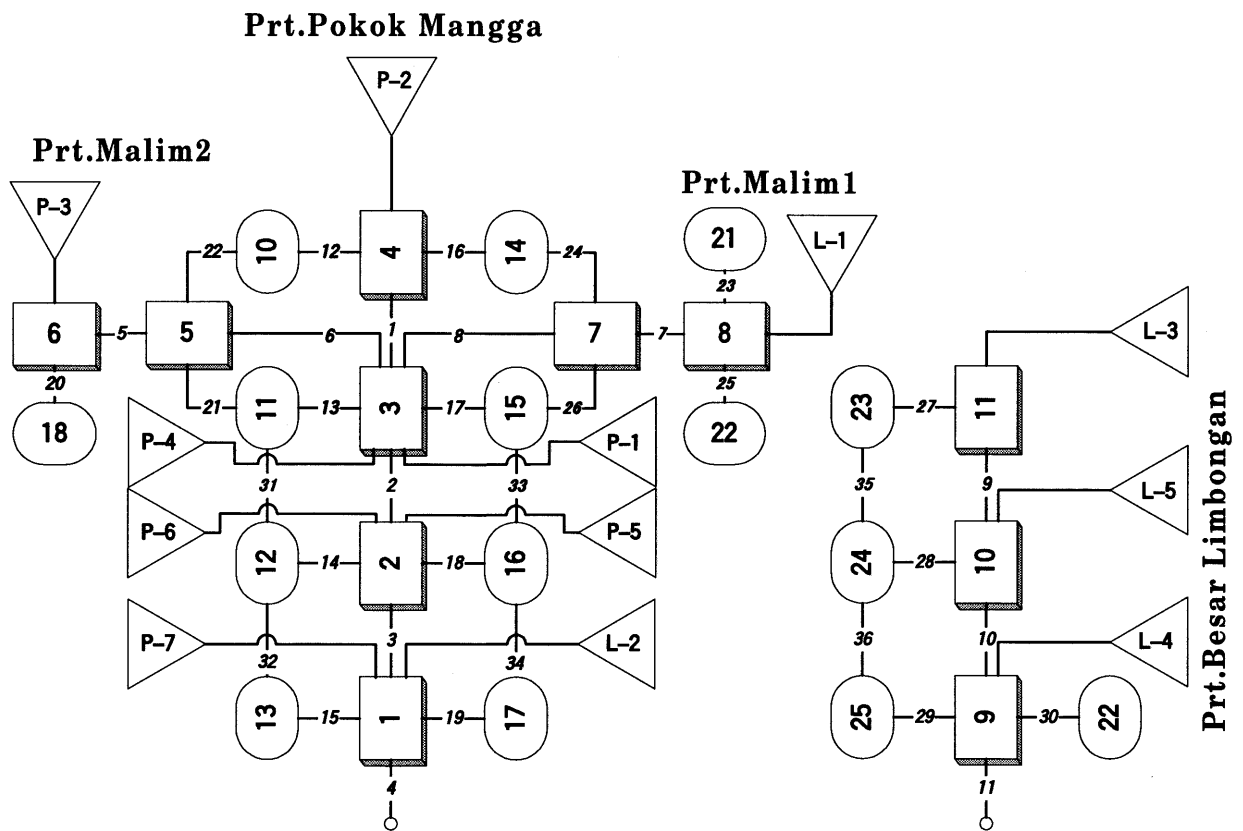 Prt.Pokok Mangga
P-2
Prt.Malim2
P-3
Prt.Malim1
21
L-1
22 10 12 4 16 14 24
23
6 5 5 6 1 8 7 7 8
L-3
20
25
18
21 11 13 3 17 15 26
22
23 27 11
P-4
P-1
31 2 33
35 9
L-5
P-6
P-5
12 14 2 18 16
24 28 10
P-7
3
L-2
32 34
36 10
L-4
13 15 1 19 17
25 29 9 30 22
4
11
Prt.Besar Limbongan